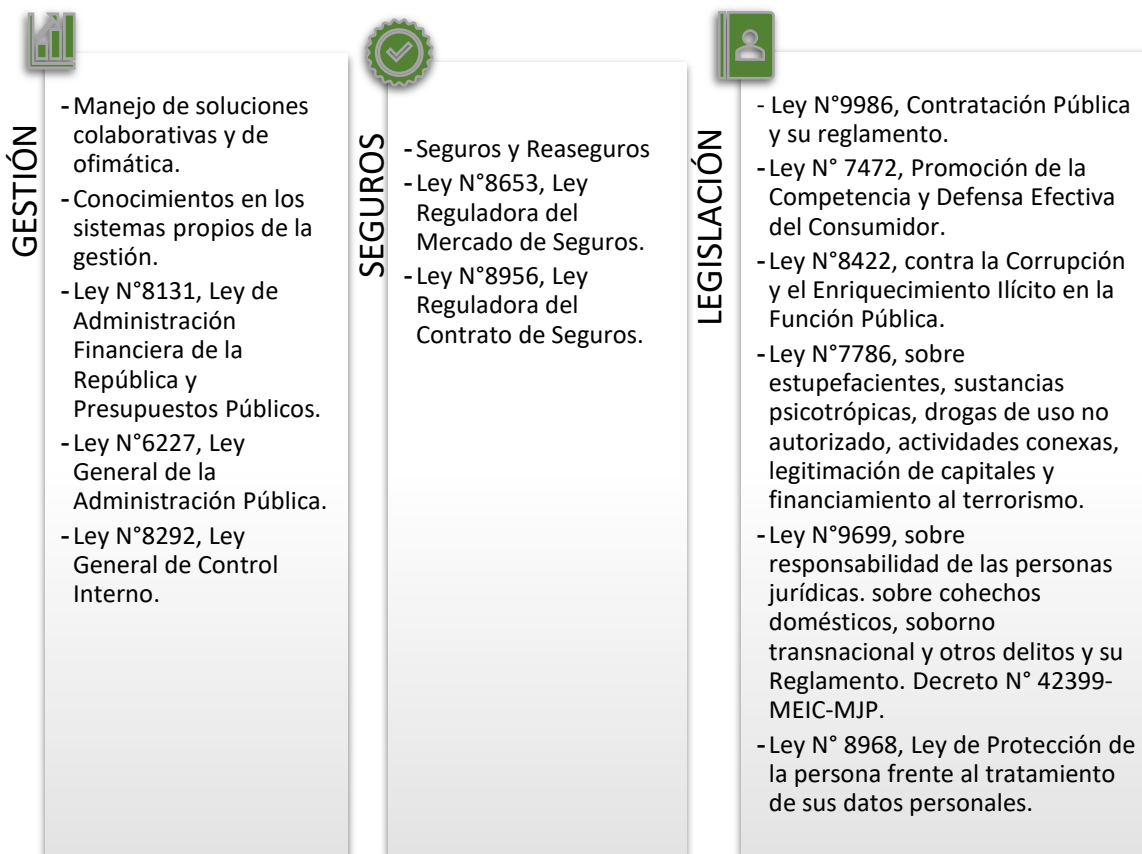 GESTIÓN
-Manejo de soluciones
colaborativas y de
ofimática.
-Conocimientos en los
sistemas propios de la
gestión.
-Ley N°8131, Ley de
Administración
Financiera de la
República y
Presupuestos Públicos.
-Ley N°6227, Ley
General de la
Administración Pública.
-Ley N°8292, Ley
General de Control
Interno.
SEGUROS
-Seguros y Reaseguros
-Ley N°8653, Ley
Reguladora del
Mercado de Seguros.
-Ley N°8956, Ley
Reguladora del
Contrato de Seguros.
LEGISLACIÓN
- Ley N°9986, Contratación Pública
y su reglamento.
-Ley N° 7472, Promoción de la
Competencia y Defensa Efectiva
del Consumidor.
-Ley N°8422, contra la Corrupción
y el Enriquecimiento Ilícito en la
Función Pública.
-Ley N°7786, sobre
estupefacientes, sustancias
psicotrópicas, drogas de uso no
autorizado, actividades conexas,
legitimación de capitales y
financiamiento al terrorismo.
-Ley N°9699, sobre
responsabilidad de las personas
jurídicas. sobre cohechos
domésticos, soborno
transnacional y otros delitos y su
Reglamento. Decreto N° 42399-
MEIC-MJP.
-Ley N° 8968, Ley de Protección de
la persona frente al tratamiento
de sus datos personales.